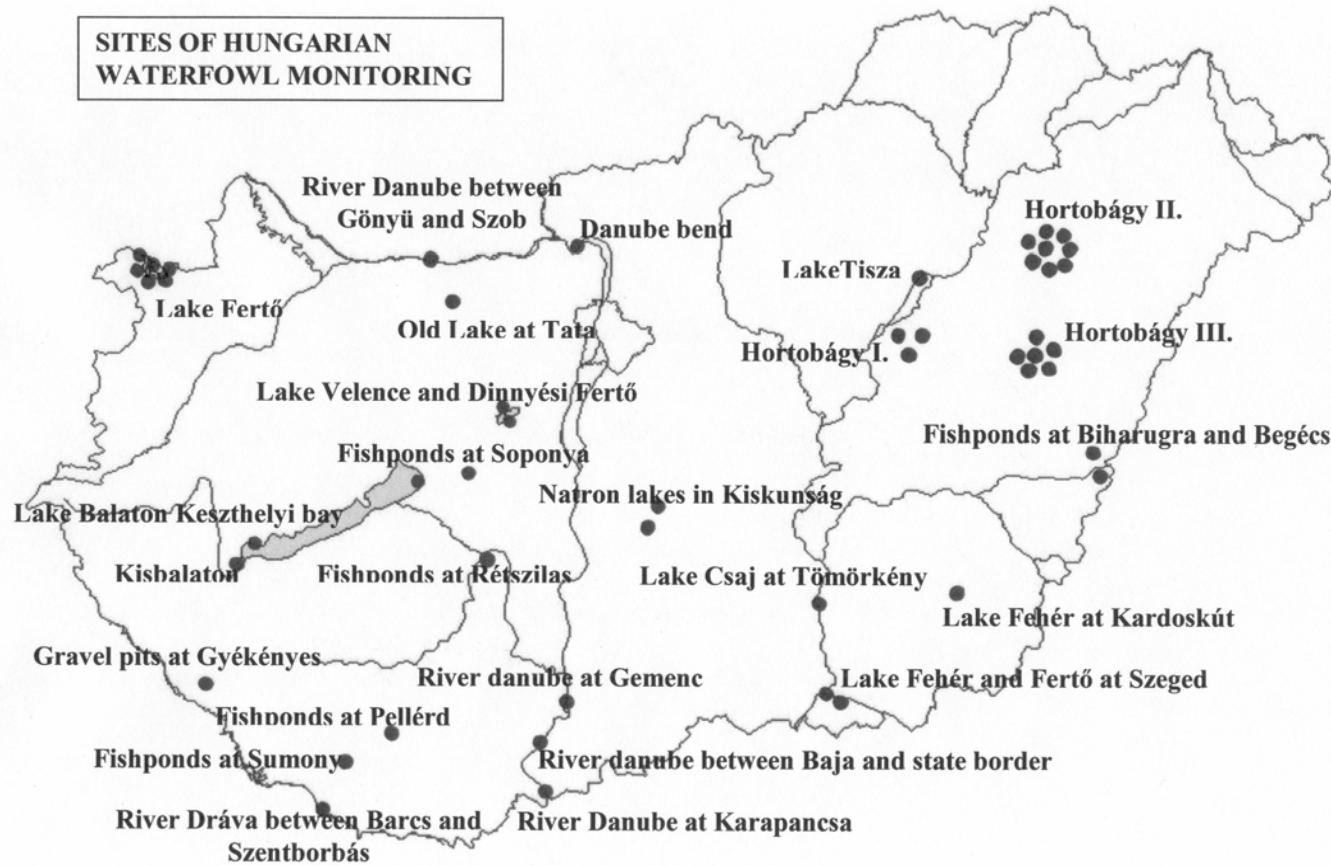 SITES OF HUNGARIAN
WATERFOWL MONITORING
River Danube between
Gönyü and Szob
Danube bend
Hortobágy II.
LakeTisza
Lake Fertő
Old Lake at Tata
Hortobágy I.
Hortobágy III.
Lake Velence and Dinnyési Fertő
Fishponds at Soponya
Fishponds at Biharugra and Begécs
Natron lakes in Kiskunság
Lake Balaton Keszthelyi bay
Kisbalaton
Fishponds at Rétszilas
Lake Csaj at Tömörkény
Lake Fehér at Kardoskút
Gravel pits at Gyékényes
River danube at Gemenc
Lake Fehér and Fertő at Szeged
Fishponds at Pellérd
Fishponds at Sumony
River danube between Baja and state border
River Dráva between Barcs and
Szentborbás
River Danube at Karapancsa